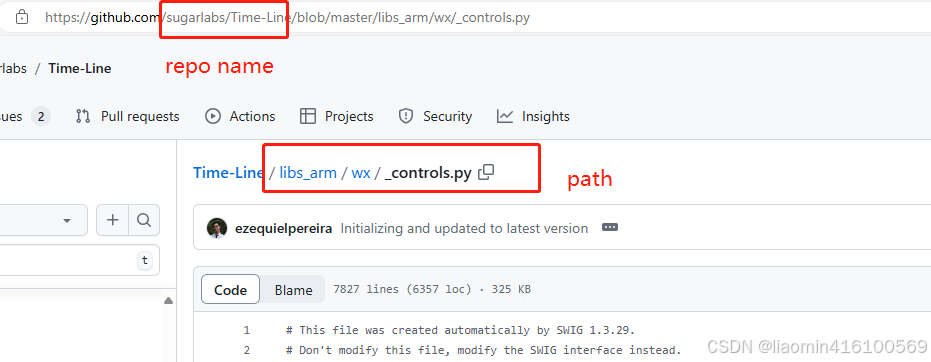 https://github.com/sugarlabs/Time-Line/blob/master/libs_arm/wx/_controls.py
repo name
rlabs / Time-Line
ues 2 Pull requests Actions Projects Security Insights
Time-Line / libs_arm / wx / _controls.py
path
ezequielpereira Initializing and updated to latest version
t
Code Blame 7827 lines (6357 loc) · 325 KB
1 # This file was created automatically by SWIG 1.3.29.
2 # Don't modify this file, modify the SWIG interface instead.
CSDN @liaomin416100569